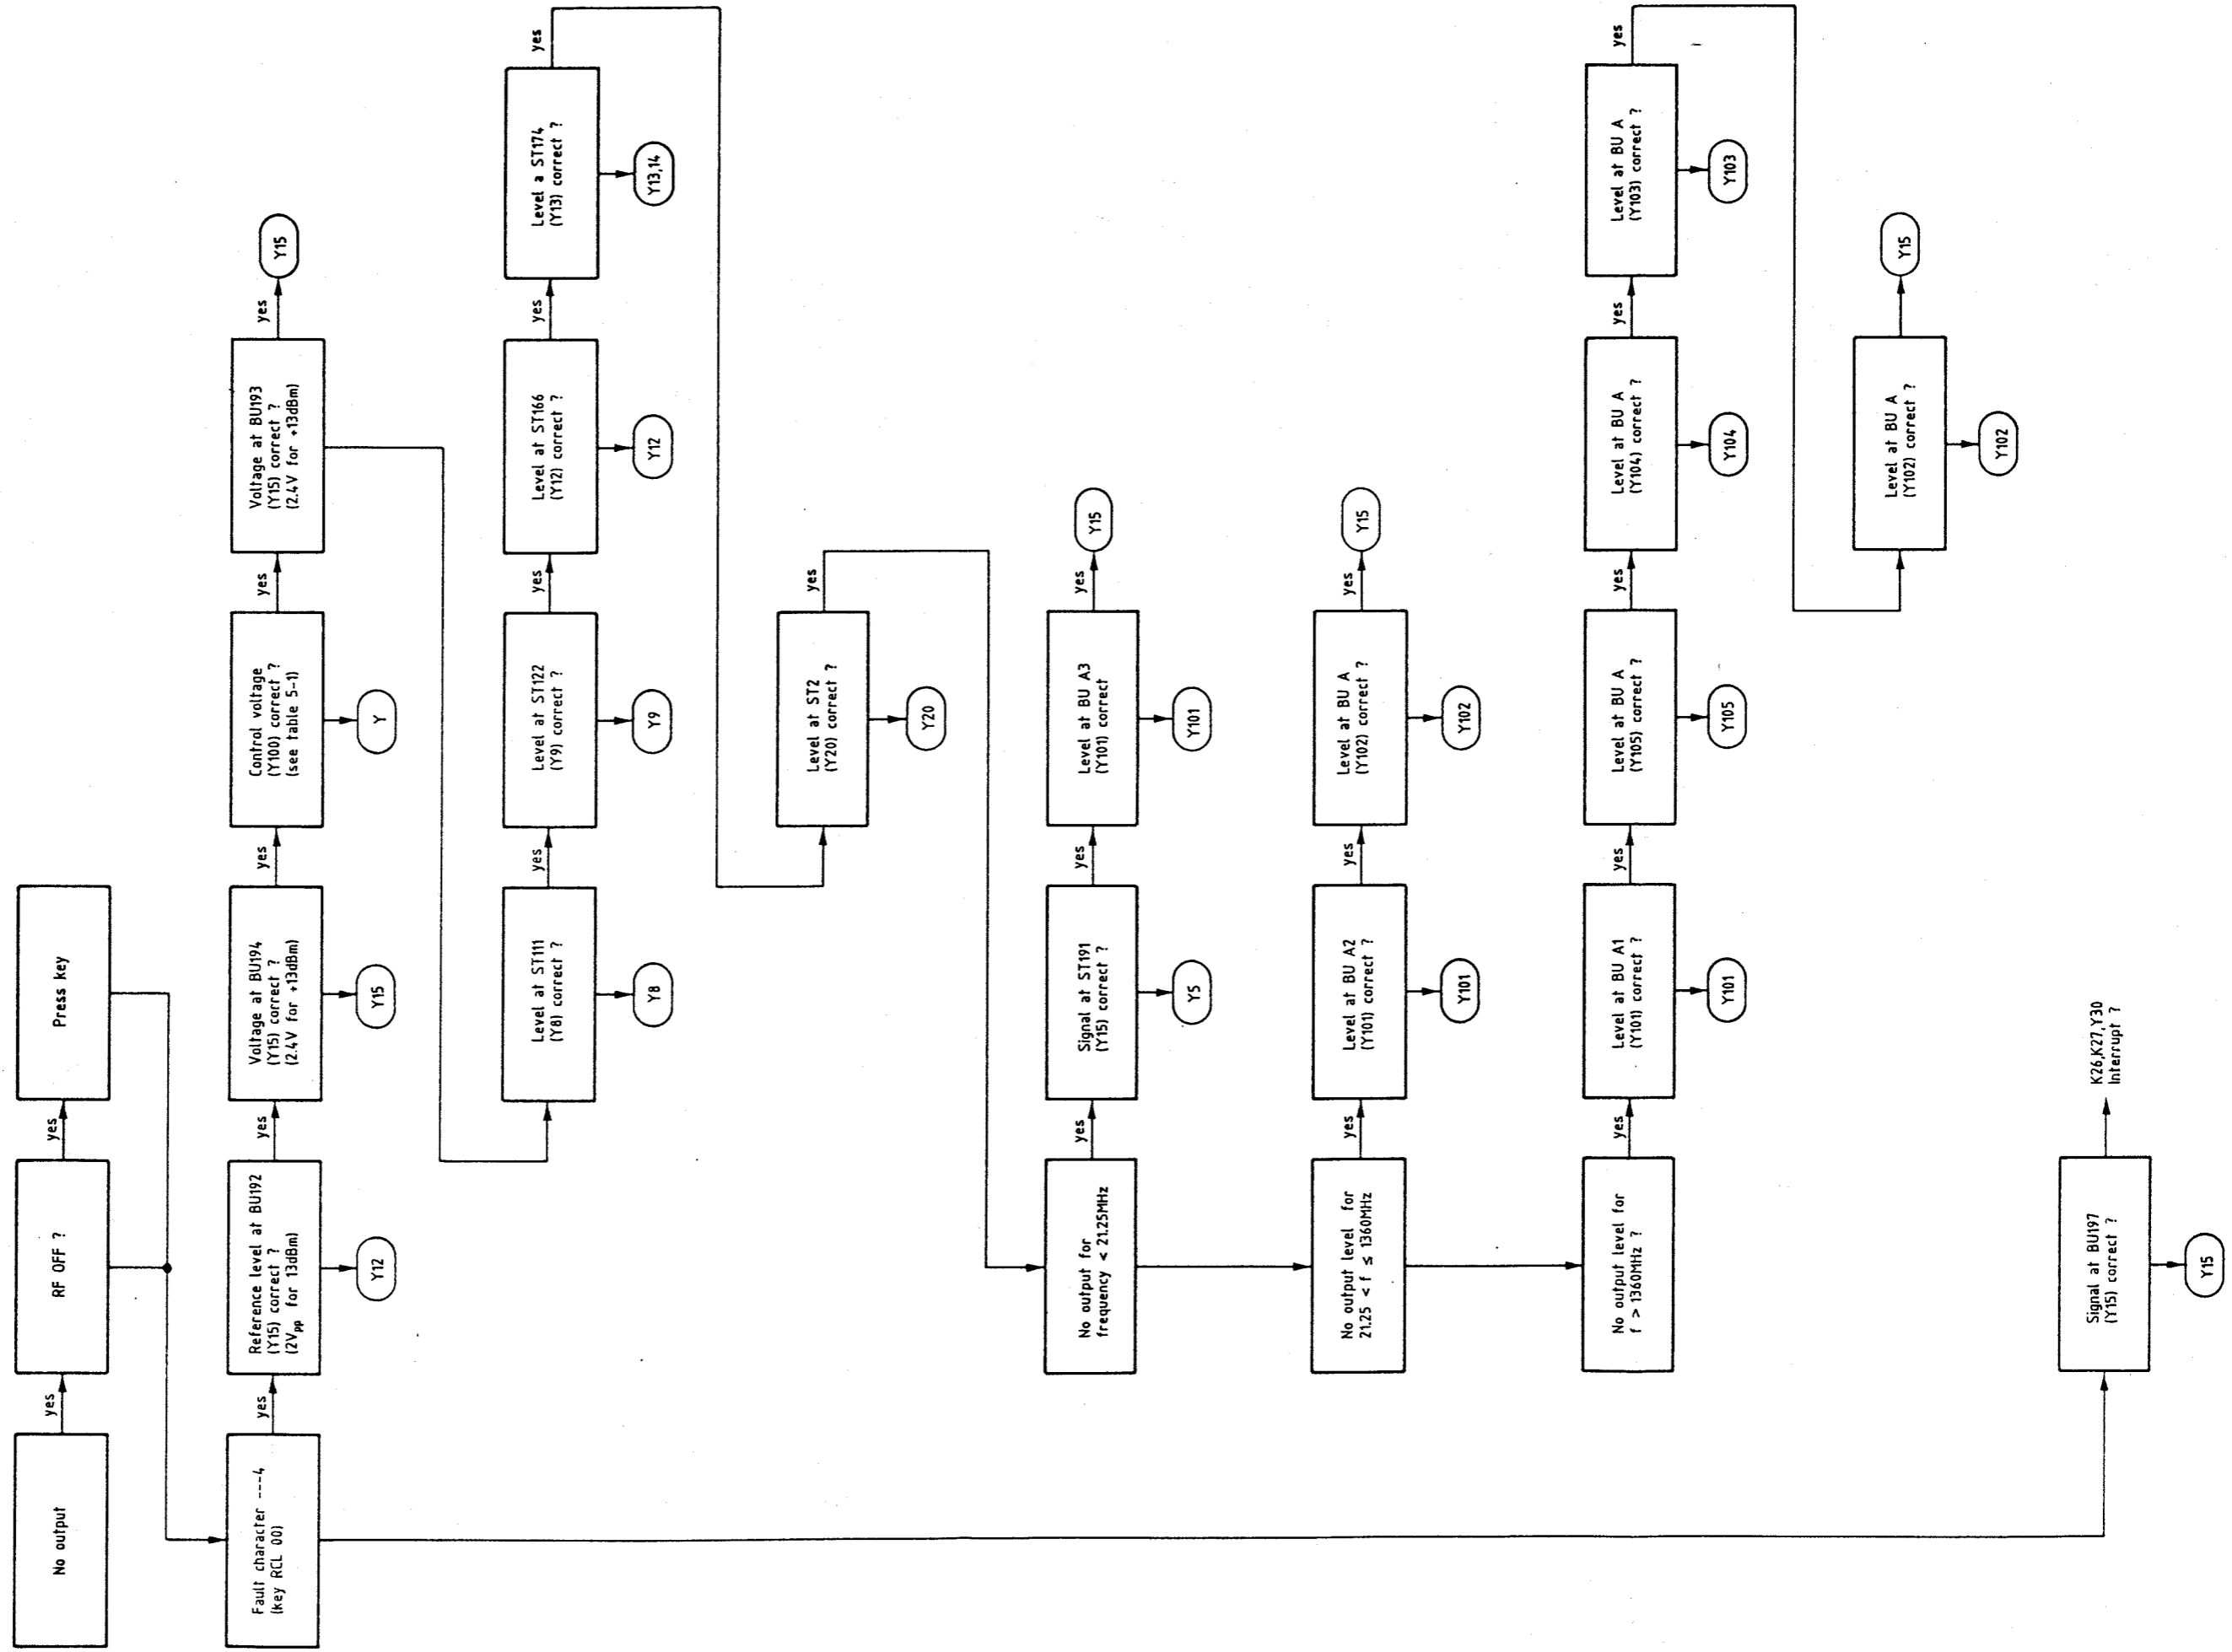 No output
yes
RF OFF ?
yes
Press key
Fault character ---4
(key RCL 00)
yes
Reference level at BU192
(Y15) correct ?
(2Vpp for 13dBm)
Y12
yes
Voltage at BU194
(Y15) correct ?
(2.4V for +13dBm)
Y15
yes
Control voltage
(Y100) correct ?
(see table 5-1)
Y
yes
Voltage at BU193
(Y15) correct ?
(2.4V for +13dBm)
yes
Y15
Level at ST111
(Y8) correct ?
Y8
yes
Level at ST122
(Y9) correct ?
Y9
yes
Level at ST166
(Y12) correct ?
Y12
yes
Level a ST174
(Y13) correct ?
Y13,14
yes
Level at ST2
(Y20) correct ?
Y20
yes
No output for
frequency < 21.25MHz
yes
Signal at ST191
(Y15) correct ?
Y5
yes
Level at BU A3
(Y101) correct
Y101
yes
Y15
No output level for
21.25 < f ≤ 1360MHz
yes
Level at BU A2
(Y101) correct ?
Y101
yes
Level at BU A
(Y102) correct ?
Y102
yes
Y15
No output level for
f > 1360MHz ?
yes
Level at BU A1
(Y101) correct ?
Y101
yes
Level at BU A
(Y105) correct ?
Y105
yes
Level at BU A
(Y104) correct ?
Y104
yes
Level at BU A
(Y103) correct ?
Y103
yes
Level at BU A
(Y102) correct ?
Y102
Y15
Signal at BU197
(Y15) correct ?
Y15
K26,K27,Y30
Interrupt ?